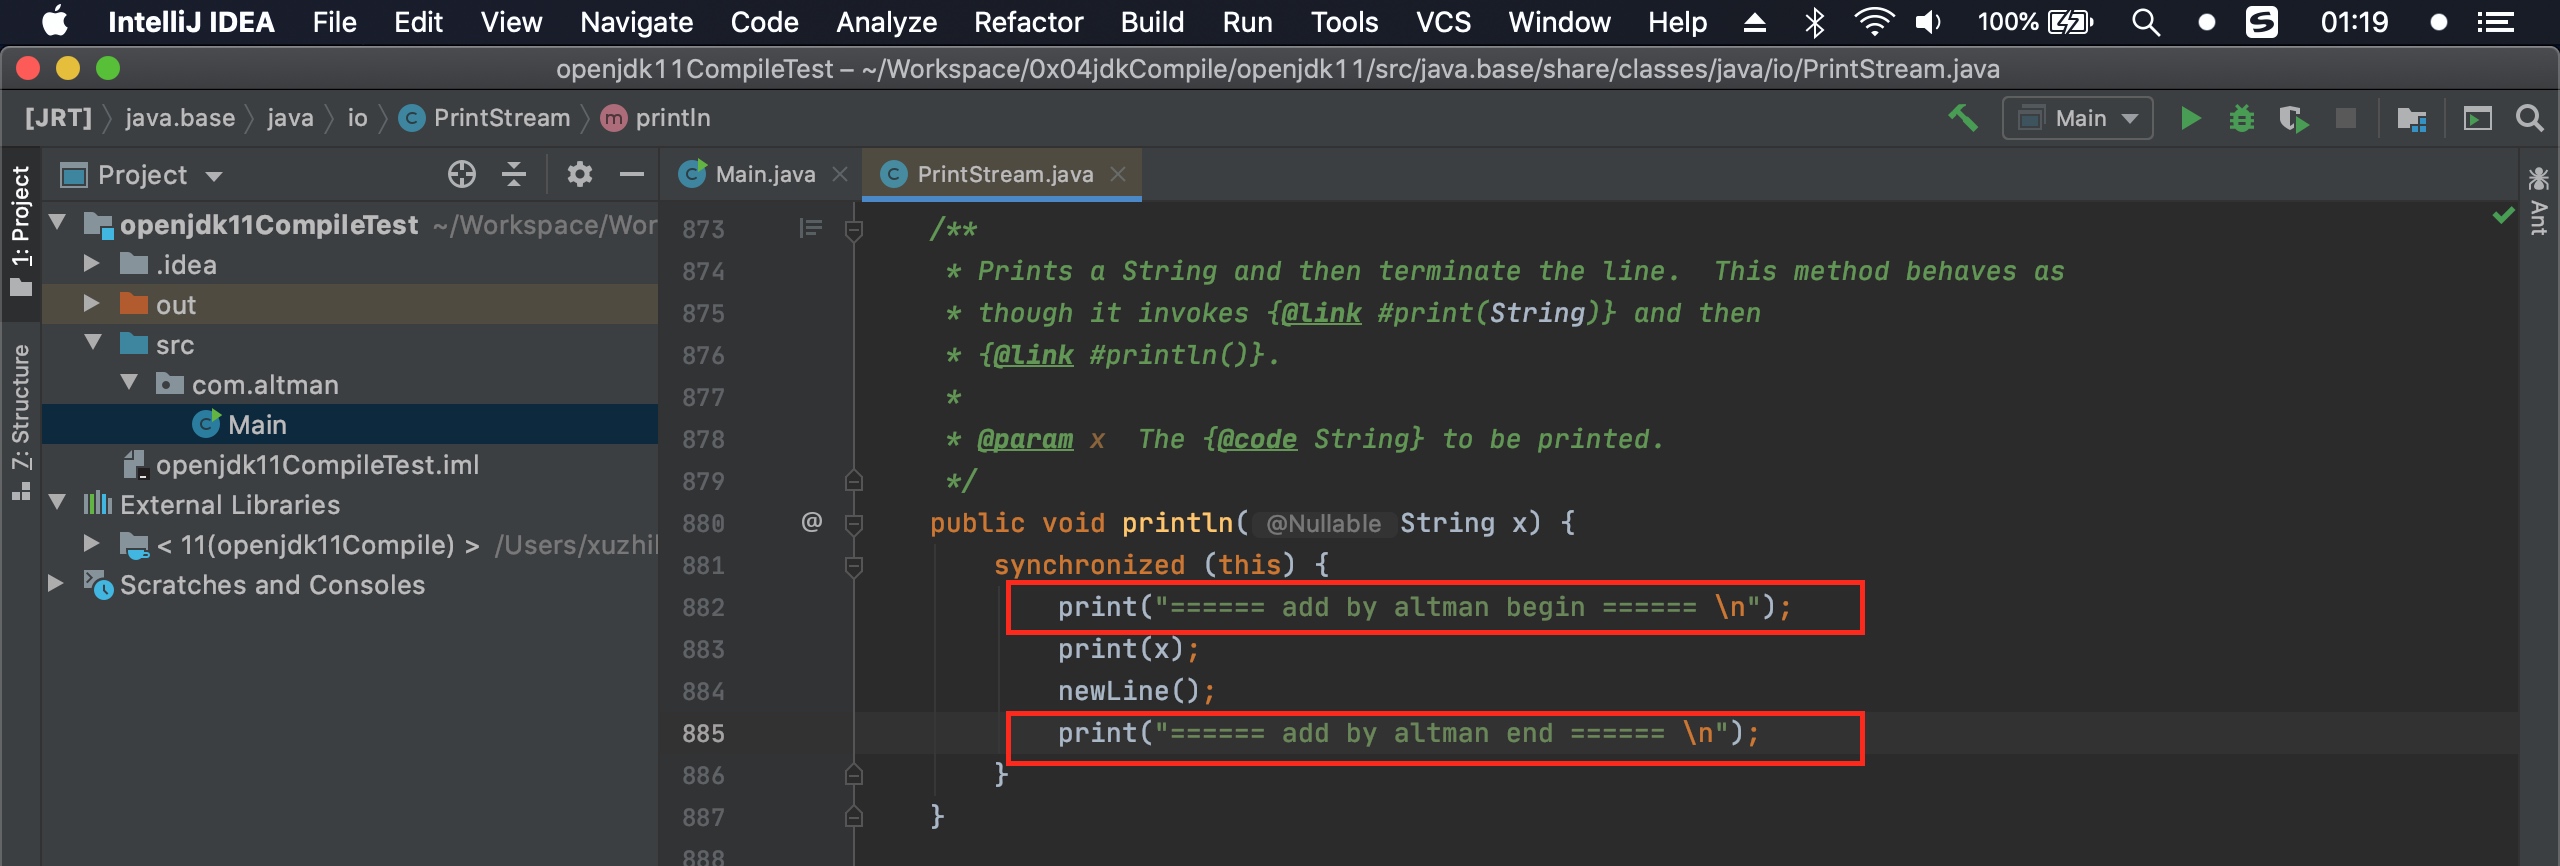 IntelliJ IDEA File Edit View Navigate Code Analyze Refactor Build Run Tools VCS Window Help 100% 01:19
openjdk11CompileTest – ~/Workspace/0x04jdkCompile/openjdk11/src/java.base/share/classes/java/io/PrintStream.java
[JRT] java.base java io C PrintStream m println Main
1: Project
Z: Structure
Project
openjdk11CompileTest ~/Workspace/Wor
.idea
out
src
com.altman
Main
openjdk11CompileTest.iml
External Libraries
< 11(openjdk11Compile) > /Users/xuzhil
Scratches and Consoles
Main.java PrintStream.java
873 /**
874 * Prints a String and then terminate the line.  This method behaves as
875 * though it invokes {@link #print(String)} and then
876 * {@link #println()}.
877 *
878 * @param x  The {@code String} to be printed.
879 */
880 @ public void println( @Nullable String x) {
881 synchronized (this) {
882 print("====== add by altman begin ====== \n");
883 print(x);
884 newLine();
885 print("====== add by altman end ====== \n");
886 }
887 }
888
Ant